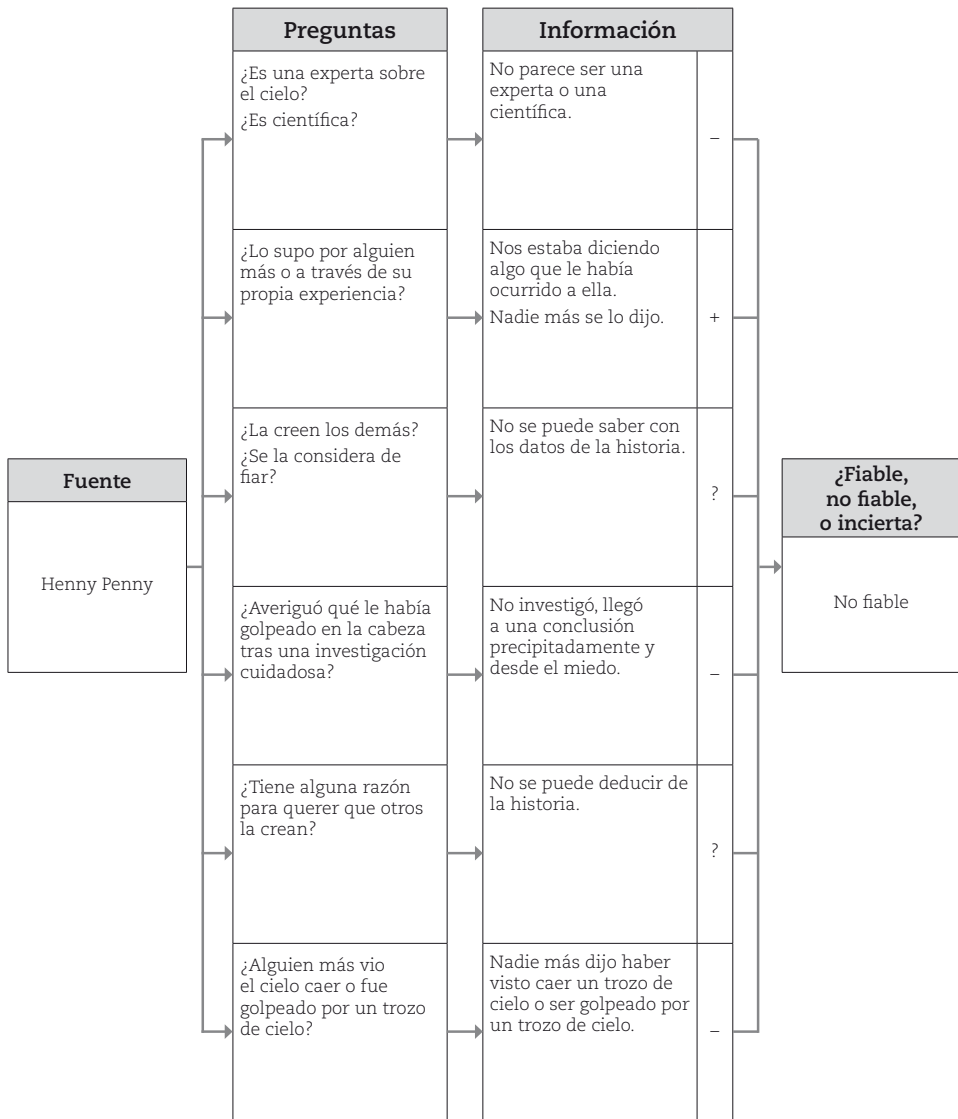 Preguntas
Información
¿Es una experta sobre
el cielo?
¿Es científica?
No parece ser una
experta o una
científica.
–
¿Lo supo por alguien
más o a través de su
propia experiencia?
Nos estaba diciendo
algo que le había
ocurrido a ella.
Nadie más se lo dijo.
+
¿La creen los demás?
¿Se la considera de
fiar?
No se puede saber con
los datos de la historia.
?
Fuente
Henny Penny
¿Fiable,
no fiable,
o incierta?
No fiable
¿Averiguó qué le había
golpeado en la cabeza
tras una investigación
cuidadosa?
No investigó, llegó
a una conclusión
precipitadamente y
desde el miedo.
–
¿Tiene alguna razón
para querer que otros
la crean?
No se puede deducir de
la historia.
?
¿Alguien más vio
el cielo caer o fue
golpeado por un trozo
de cielo?
Nadie más dijo haber
visto caer un trozo de
cielo o ser golpeado por
un trozo de cielo.
–